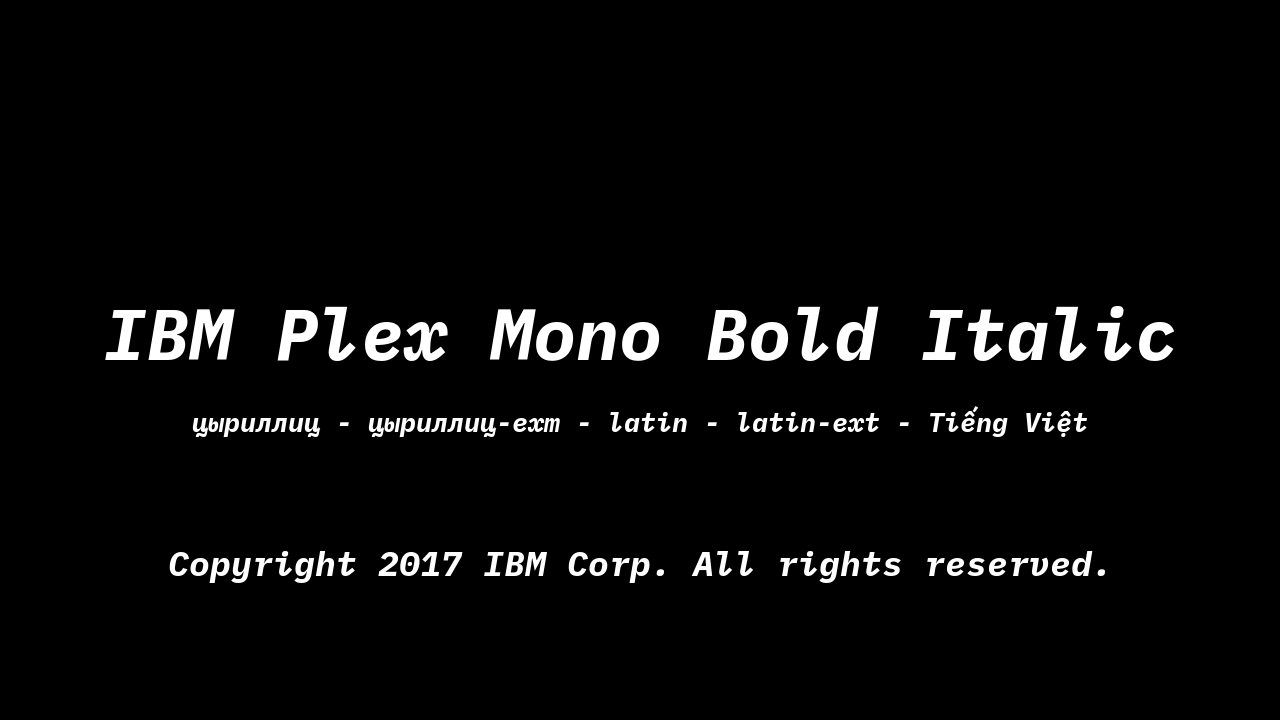 IBM Plex Mono Bold Italic
цыриллиц - цыриллиц-ext - latin - latin-ext - Tiếng Việt
Copyright 2017 IBM Corp. All rights reserved.